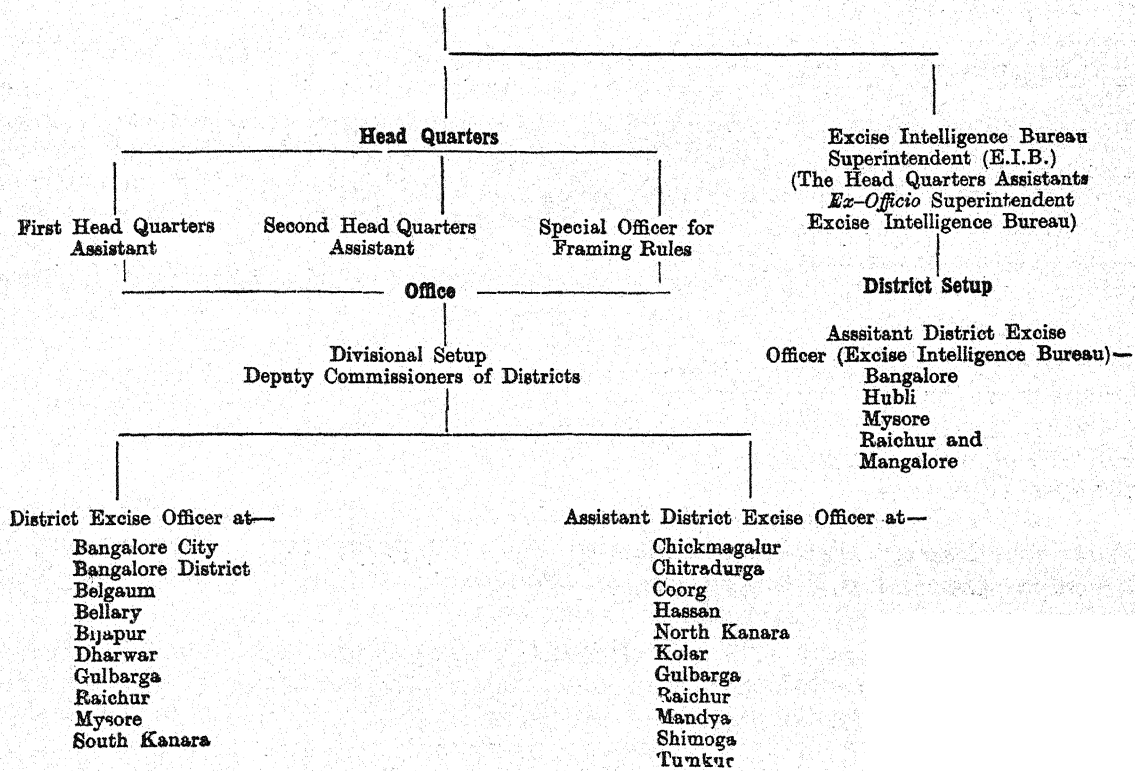 Head Quarters
First Head Quarters
Assistant
Second Head Quarters
Assistant
Special Officer for
Framing Rules
Office
Divisional Setup
Deputy Commissioners of Districts
Excise Intelligence Bureau
Superintendent (E.I.B.)
(The Head Quarters Assistants
Ex-Officio Superintendent
Excise Intelligence Bureau)
District Setup
Asssitant District Excise
Officer (Excise Intelligence Bureau)—
Bangalore
Hubli
Mysore
Raichur and
Mangalore
District Excise Officer at—
Bangalore City
Bangalore District
Belgaum
Bellary
Bijapur
Dharwar
Gulbarga
Raichur
Mysore
South Kanara
Assistant District Excise Officer at—
Chickmagalur
Chitradurga
Coorg
Hassan
North Kanara
Kolar
Gulbarga
Raichur
Mandya
Shimoga
Tumkur